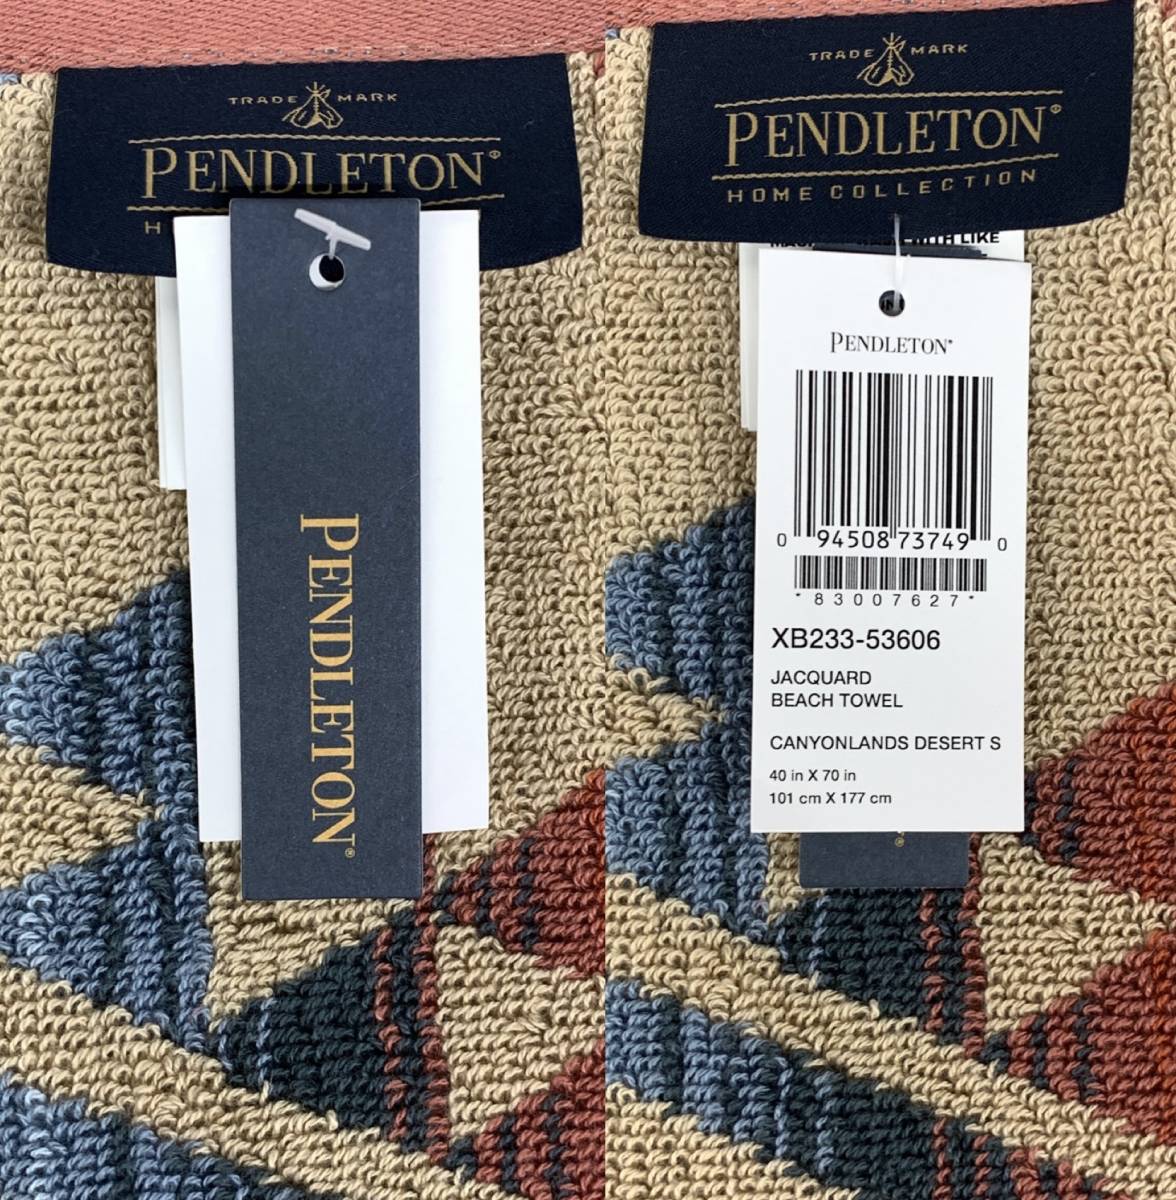 TRADE MARK
PENDLETON®
H
PENDLETON®
TRADE MARK
PENDLETON®
HOME COLLECTION
LIKE
PENDLETON®
0 94508 73749 0
*83007627*
XB233-53606
JACQUARD
BEACH TOWEL
CANYONLANDS DESERT S
40 in X 70 in
101 cm X 177 cm